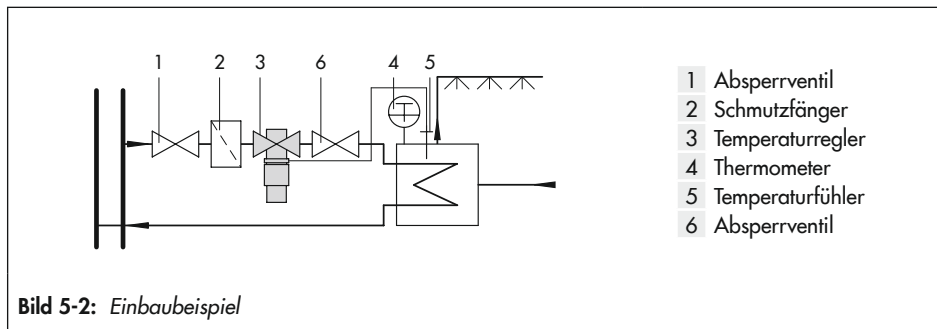 1 2 3 6 4 5
1 Absperrventil
2 Schmutzfänger
3 Temperaturregler
4 Thermometer
5 Temperaturfühler
6 Absperrventil
Bild 5-2: Einbaubeispiel